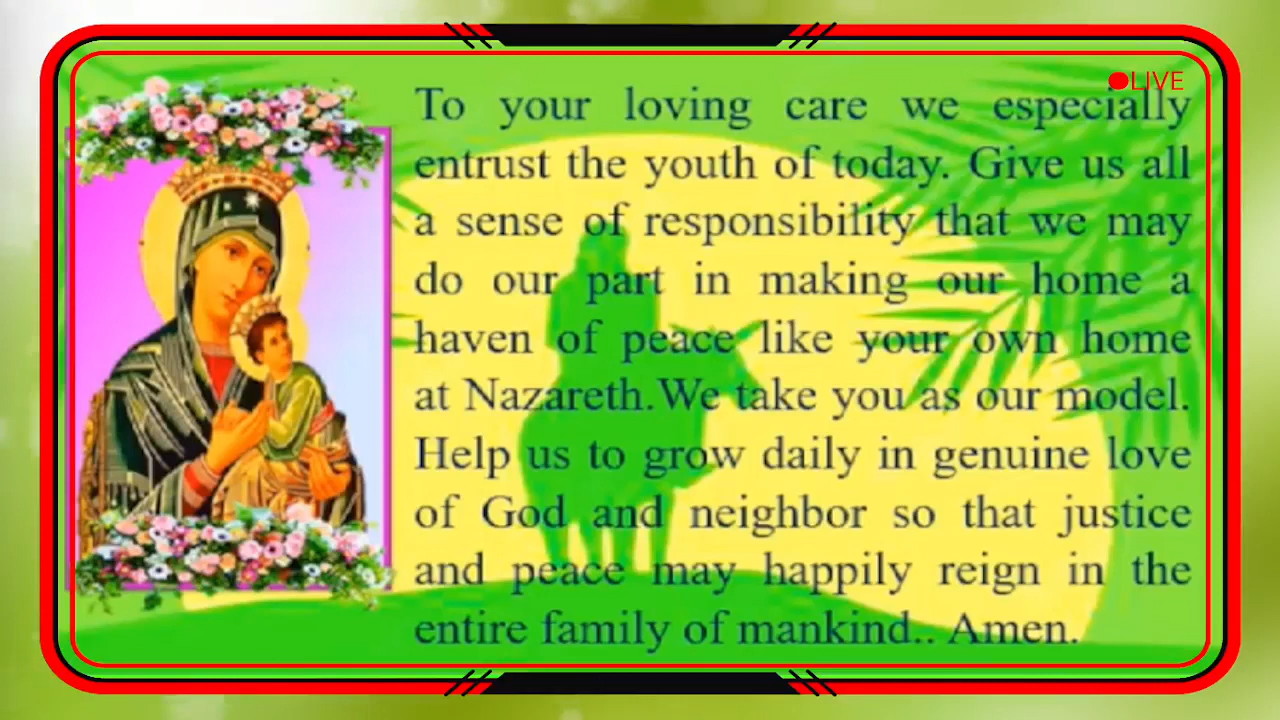 LIVE
To your loving care we especially
entrust the youth of today. Give us all
a sense of responsibility that we may
do our part in making our home a
haven of peace like your own home
at Nazareth.We take you as our model.
Help us to grow daily in genuine love
of God and neighbor so that justice
and peace may happily reign in the
entire family of mankind.. Amen.